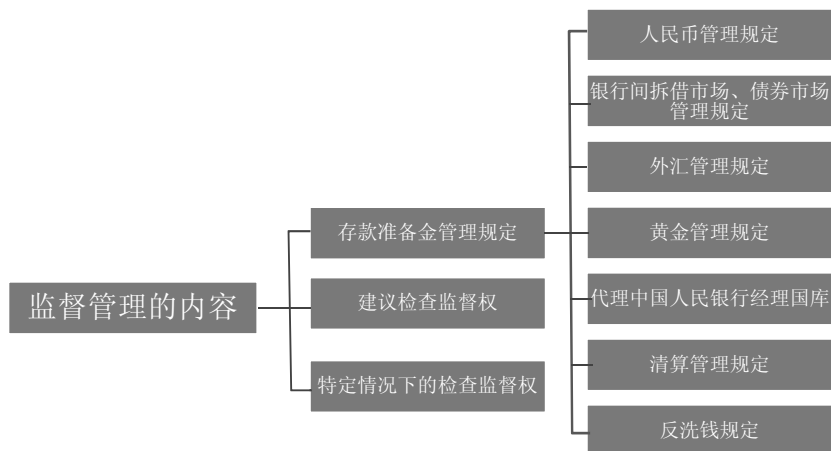 监督管理的内容
存款准备金管理规定
建议检查监督权
特定情况下的检查监督权
人民币管理规定
银行间拆借市场、债券市场
管理规定
外汇管理规定
黄金管理规定
代理中国人民银行经理国库
清算管理规定
反洗钱规定